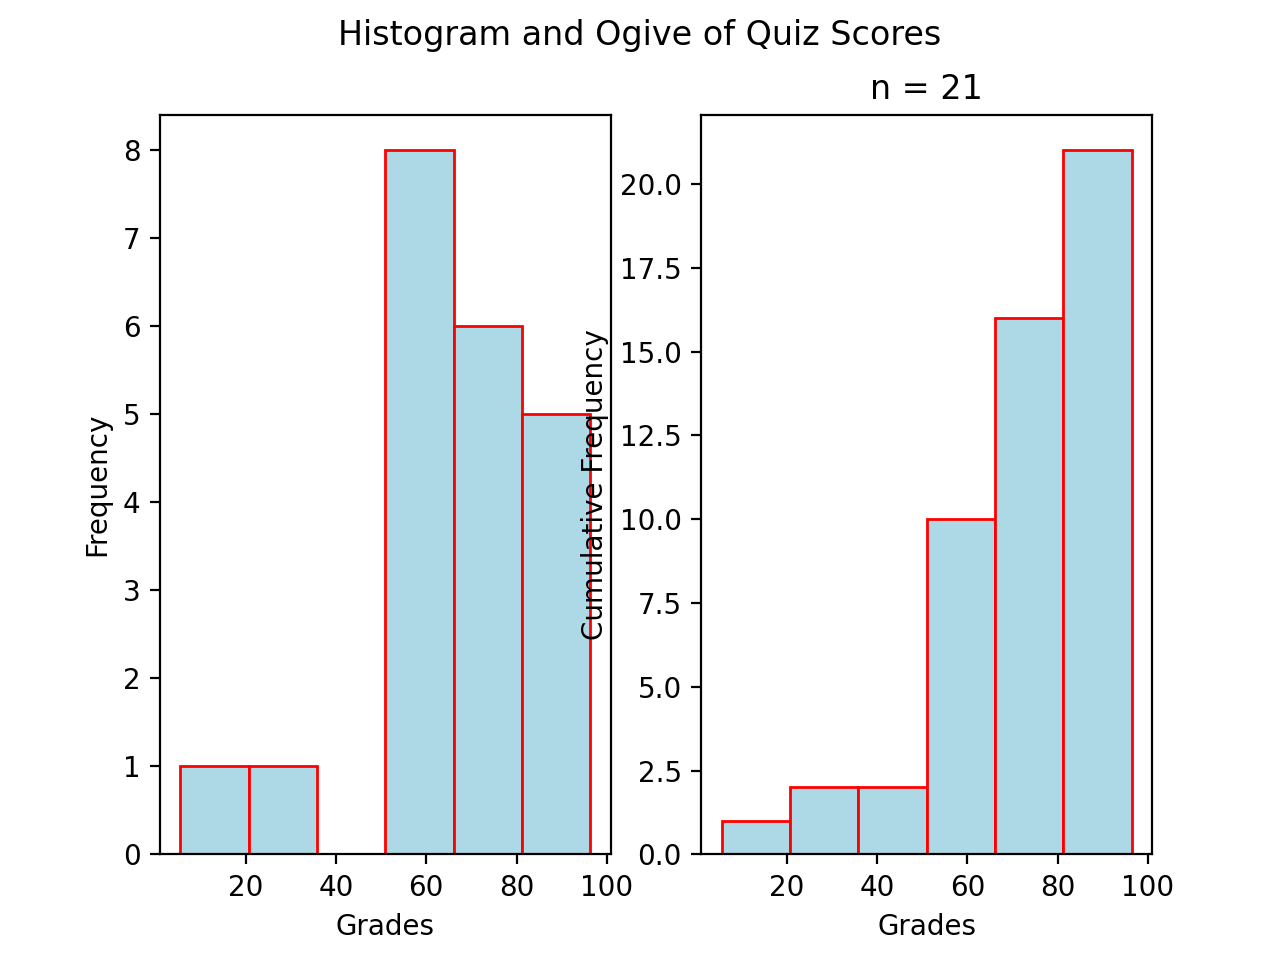 Histogram and Ogive of Quiz Scores
n = 21
Frequency
8
7
6
5
4
3
2
1
0
20 40 60 80 100
Grades
Cumulative Frequency
20.0
17.5
15.0
12.5
10.0
7.5
5.0
2.5
0.0
20 40 60 80 100
Grades